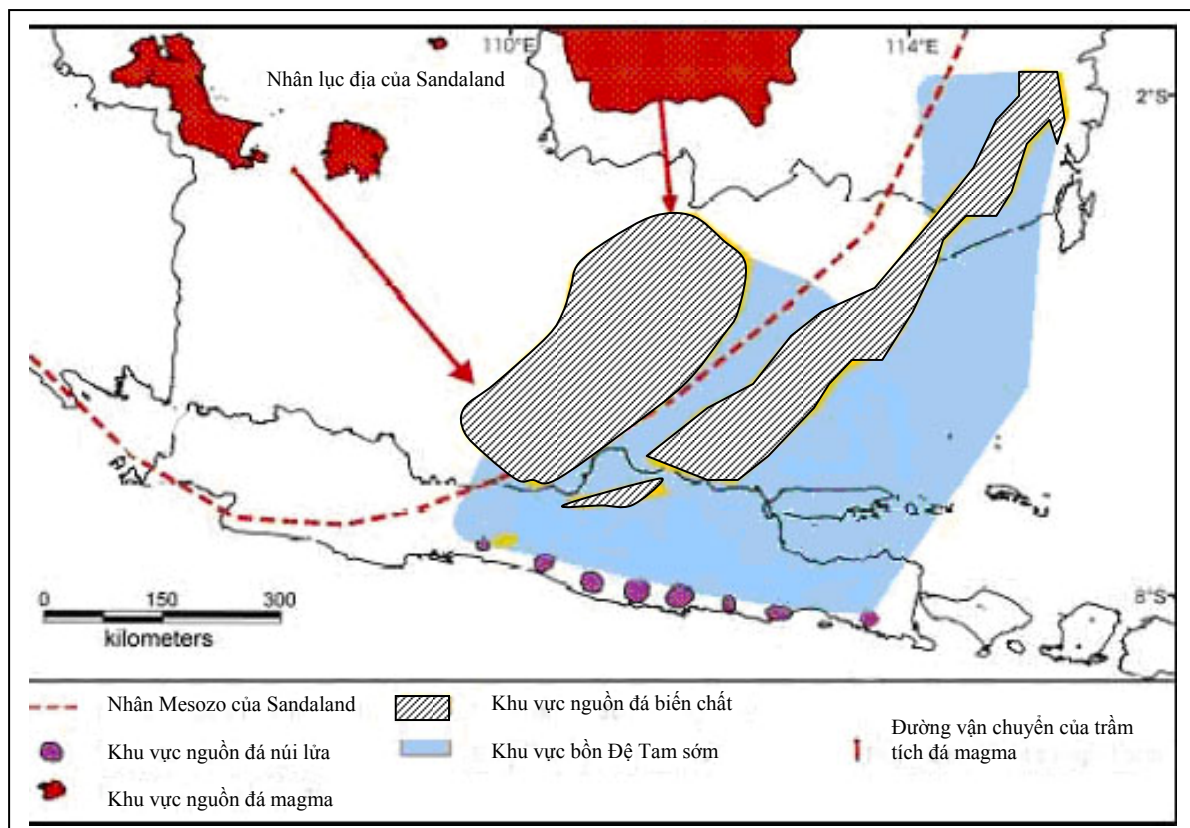 110°E
114°E
Nhân lục địa của Sandaland
2°S
0 150 300
kilometers
8°S
Nhân Mesozo của Sandaland
Khu vực nguồn đá biến chất
Khu vực nguồn đá núi lửa
Khu vực bồn Đệ Tam sớm
Đường vận chuyển của trầm
tích đá magma
Khu vực nguồn đá magma